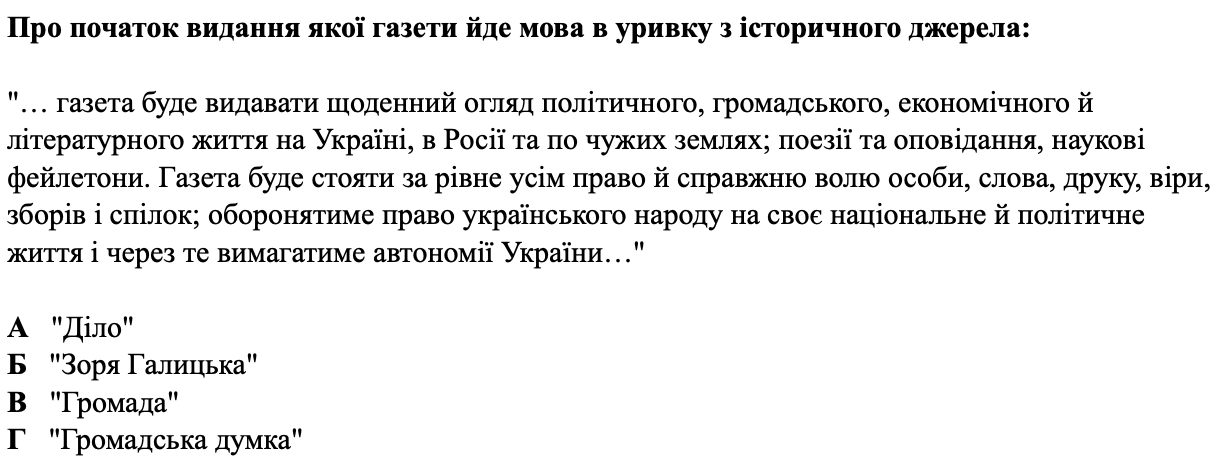 Про початок видання якої газети йде мова в уривку з історичного джерела:
"… газета буде видавати щоденний огляд політичного, громадського, економічного й
літературного життя на Україні, в Росії та по чужих землях; поезії та оповідання, наукові
фейлетони. Газета буде стояти за рівне усім право й справжню волю особи, слова, друку, віри,
зборів і спілок; оборонятиме право українського народу на своє національне й політичне
життя і через те вимагатиме автономії України…"
А "Діло"
Б "Зоря Галицька"
В "Громада"
Г "Громадська думка"